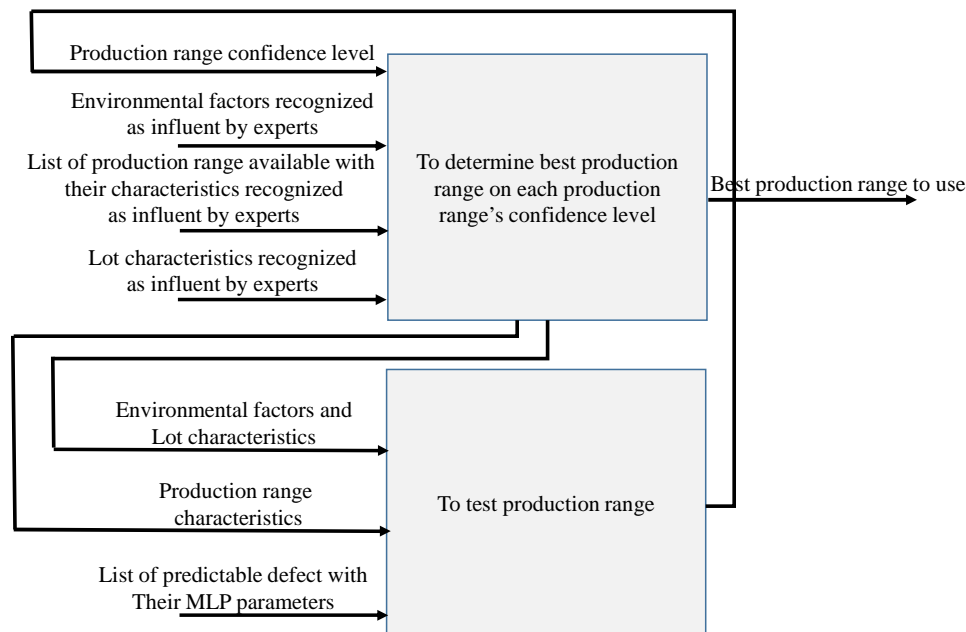 Production range confidence level
Environmental factors recognized
as influent by experts
List of production range available with
their characteristics recognized
as influent by experts
Lot characteristics recognized
as influent by experts
To determine best production
range on each production
range's confidence level
Best production range to use
Environmental factors and
Lot characteristics
Production range
characteristics
To test production range
List of predictable defect with
Their MLP parameters